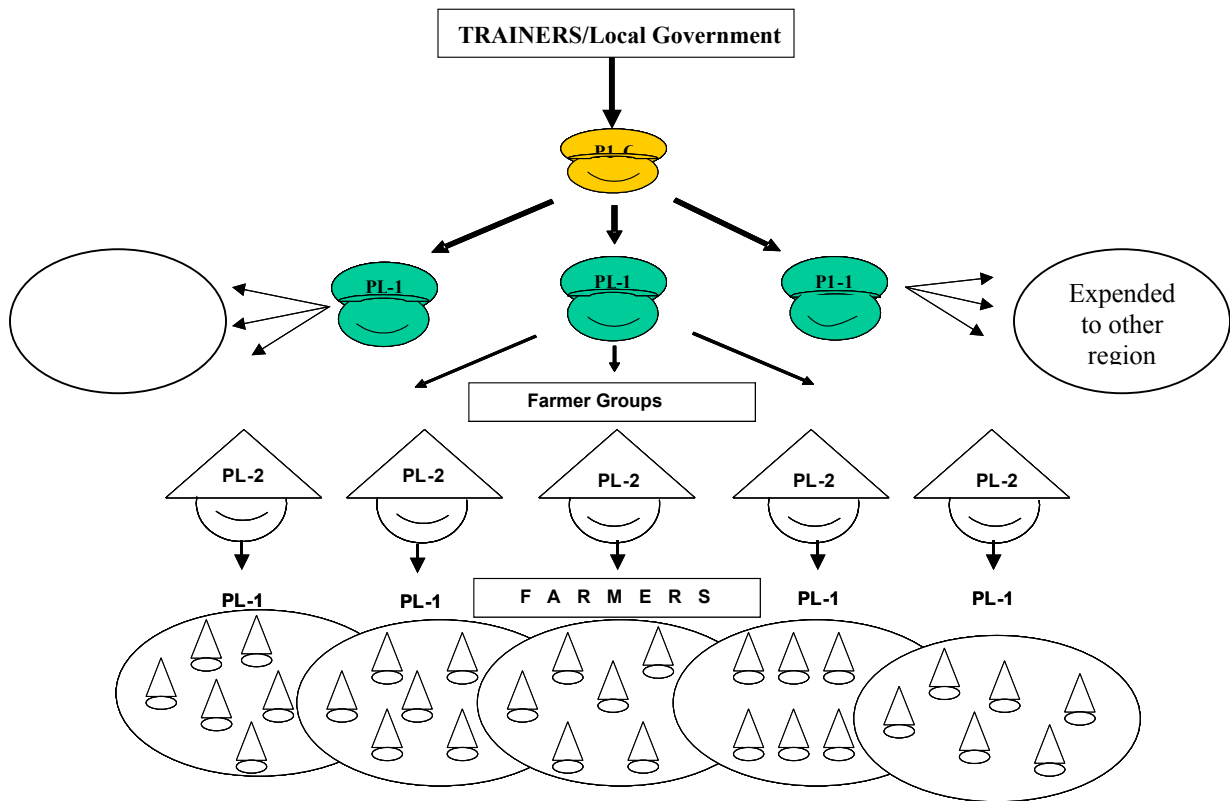 TRAINERS/Local Government
P1-C
PL-1
PL-1
P1-1
Expended
to other
region
Farmer Groups
PL-2
PL-2
PL-2
PL-2
PL-2
PL-1
PL-1
F A R M E R S
PL-1
PL-1